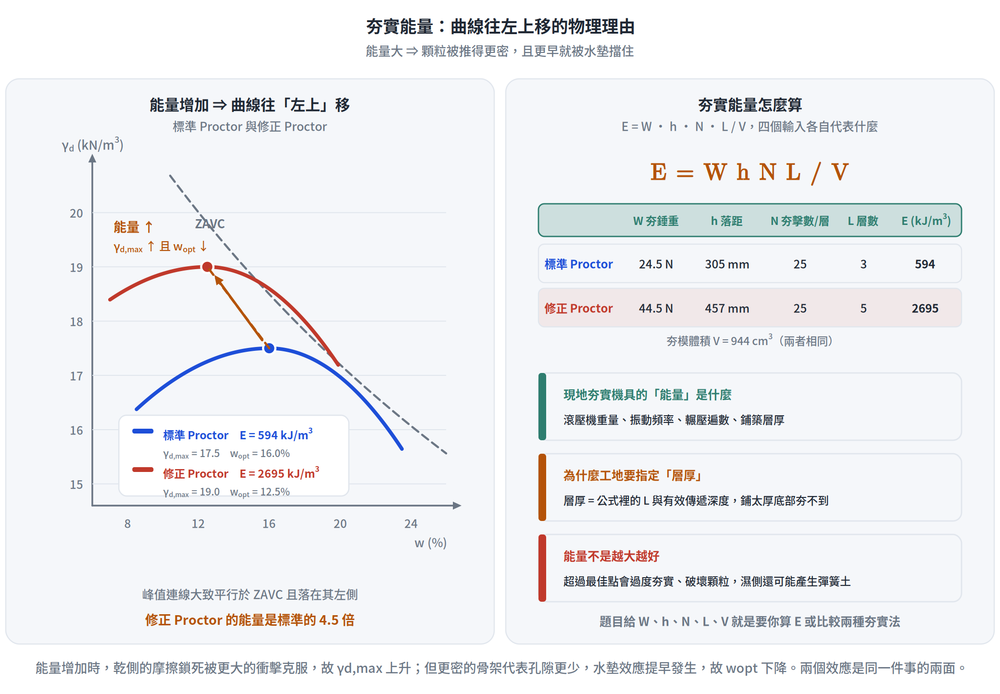 夯實能量：曲線往左上移的物理理由
能量大 ⇒ 顆粒被推得更密，且更早就被水墊擋住
能量增加 ⇒ 曲線往「左上」移
標準 Proctor 與修正 Proctor
γd (kN/m³)
20
19
18
17
16
15
ZAVC
能量 ↑
γd,max ↑ 且 wopt ↓
標準 Proctor E = 594 kJ/m³
γd,max = 17.5 wopt = 16.0%
修正 Proctor E = 2695 kJ/m³
γd,max = 19.0 wopt = 12.5%
8 12 16 20 24
w (%)
峰值連線大致平行於 ZAVC 且落在其左側
修正 Proctor 的能量是標準的 4.5 倍
夯實能量怎麼算
E = W · h · N · L / V，四個輸入各自代表什麼
E = W h N L / V
W 夯錘重 h 落距 N 夯擊數/層 L 層數 E (kJ/m³)
標準 Proctor 24.5 N 305 mm 25 3 594
修正 Proctor 44.5 N 457 mm 25 5 2695
夯模體積 V = 944 cm³（兩者相同）
現地夯實機具的「能量」是什麼
滾壓機重量、振動頻率、輾壓遍數、鋪築層厚
為什麼工地要指定「層厚」
層厚 = 公式裡的 L 與有效傳遞深度，鋪太厚底部夯不到
能量不是越大越好
超過最佳點會過度夯實、破壞顆粒，濕側還可能產生彈簧土
題目給 W、h、N、L、V 就是要你算 E 或比較兩種夯實法
能量增加時，乾側的摩擦鎖死被更大的衝擊克服，故 γd,max 上升；但更密的骨架代表孔隙更少，水墊效應提早發生，故 wopt 下降。兩個效應是同一件事的兩面。